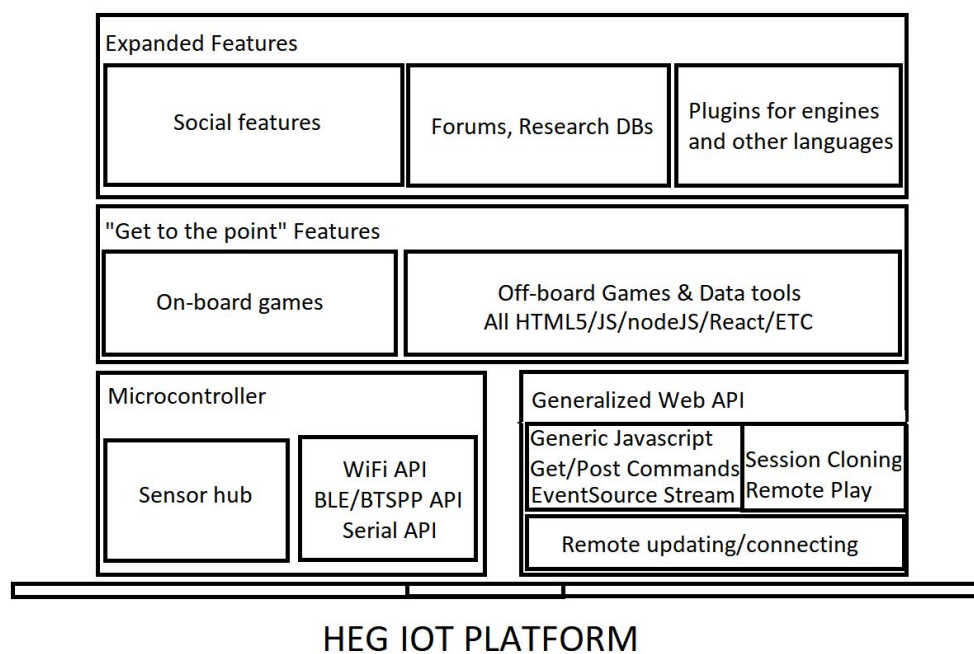 Expanded Features
Social features
Forums, Research DBs
Plugins for engines
and other languages
"Get to the point" Features
On-board games
Off-board Games & Data tools
All HTML5/JS/nodeJS/React/ETC
Microcontroller
Sensor hub
WiFi API
BLE/BTSPP API
Serial API
Generalized Web API
Generic Javascript
Get/Post Commands
EventSource Stream
Session Cloning
Remote Play
Remote updating/connecting
HEG IOT PLATFORM